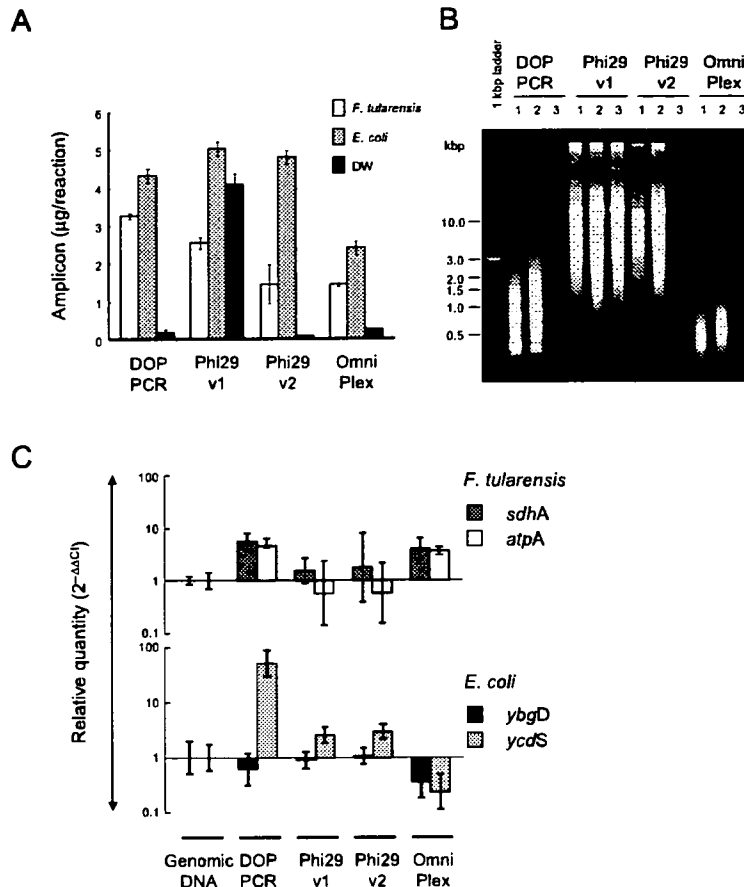 A
Amplicon (µg/reaction)
6
5
4
3
2
1
0
F. tularensis
E. coli
DW
DOP PCR
Phi29 v1
Phi29 v2
Omni Plex
B
1 kbp ladder
DOP PCR
Phi29 v1
Phi29 v2
Omni Plex
1 2 3
1 2 3
1 2 3
1 2 3
kbp
10.0
3.0
2.0
1.5
1.0
0.5
C
Relative quantity (2−ΔΔCt)
100
10
1
0.1
100
10
1
0.1
F. tularensis
sdhA
atpA
E. coli
ybgD
ycdS
Genomic DNA
DOP PCR
Phi29 v1
Phi29 v2
Omni Plex